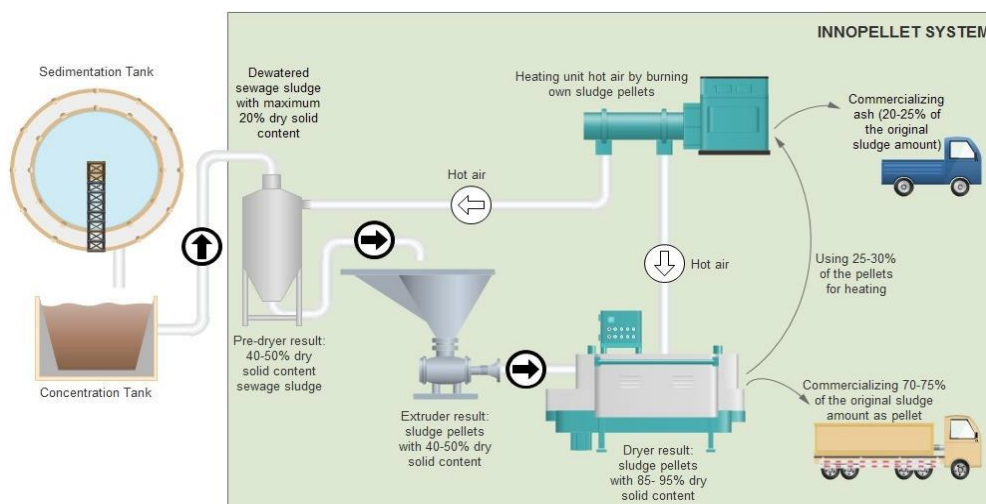 INNOPELLET SYSTEM
Sedimentation Tank
Dewatered
sewage sludge
with maximum
20% dry solid
content
Heating unit hot air by burning
own sludge pellets
Commercializing
ash (20-25% of
the original
sludge amount)
Hot air
Hot air
Using 25-30%
of the pellets
for heating
Concentration Tank
Pre-dryer result:
40-50% dry
solid content
sewage sludge
Extruder result:
sludge pellets
with 40-50% dry
solid content
Dryer result:
sludge pellets
with 85- 95% dry
solid content
Commercializing 70-75%
of the original sludge
amount as pellet